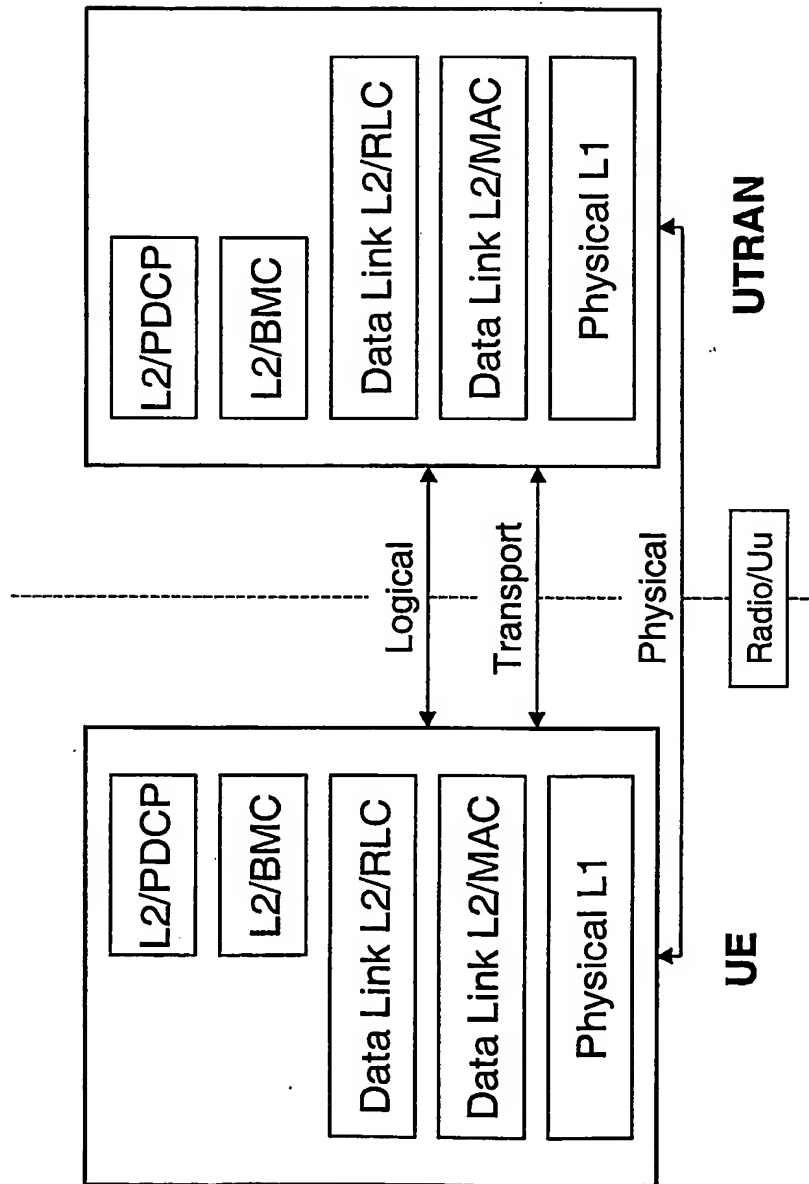 L2/PDCP
L2/BMC
Data Link L2/RLC
Data Link L2/MAC
Physical L1
UE
Logical
Transport
Physical
Radio/Uu
L2/PDCP
L2/BMC
Data Link L2/RLC
Data Link L2/MAC
Physical L1
UTRAN